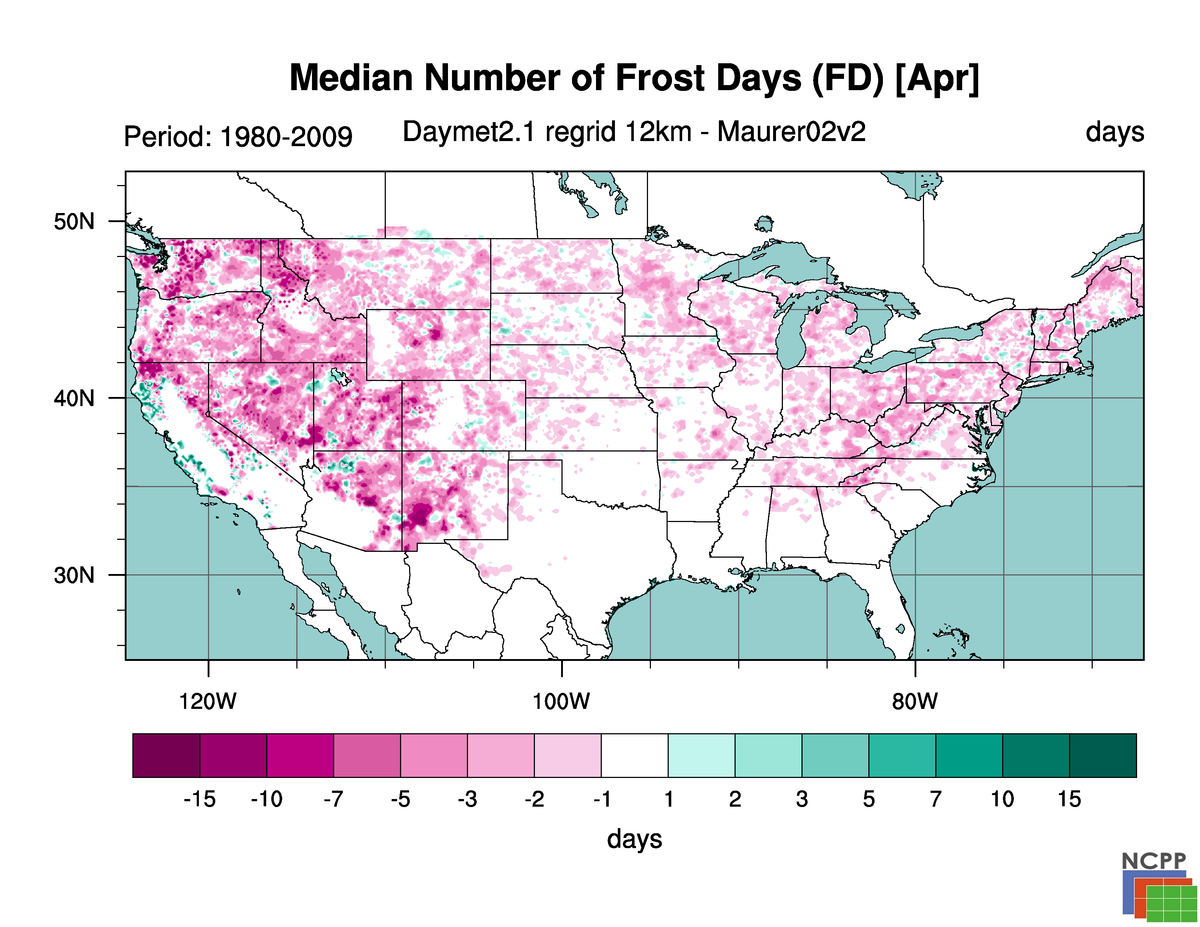 Median Number of Frost Days (FD) [Apr]
Period: 1980-2009 Daymet2.1 regrid 12km - Maurer02v2 days
50N
40N
30N
120W 100W 80W
-15 -10 -7 -5 -3 -2 -1 1 2 3 5 7 10 15
days
NCPP